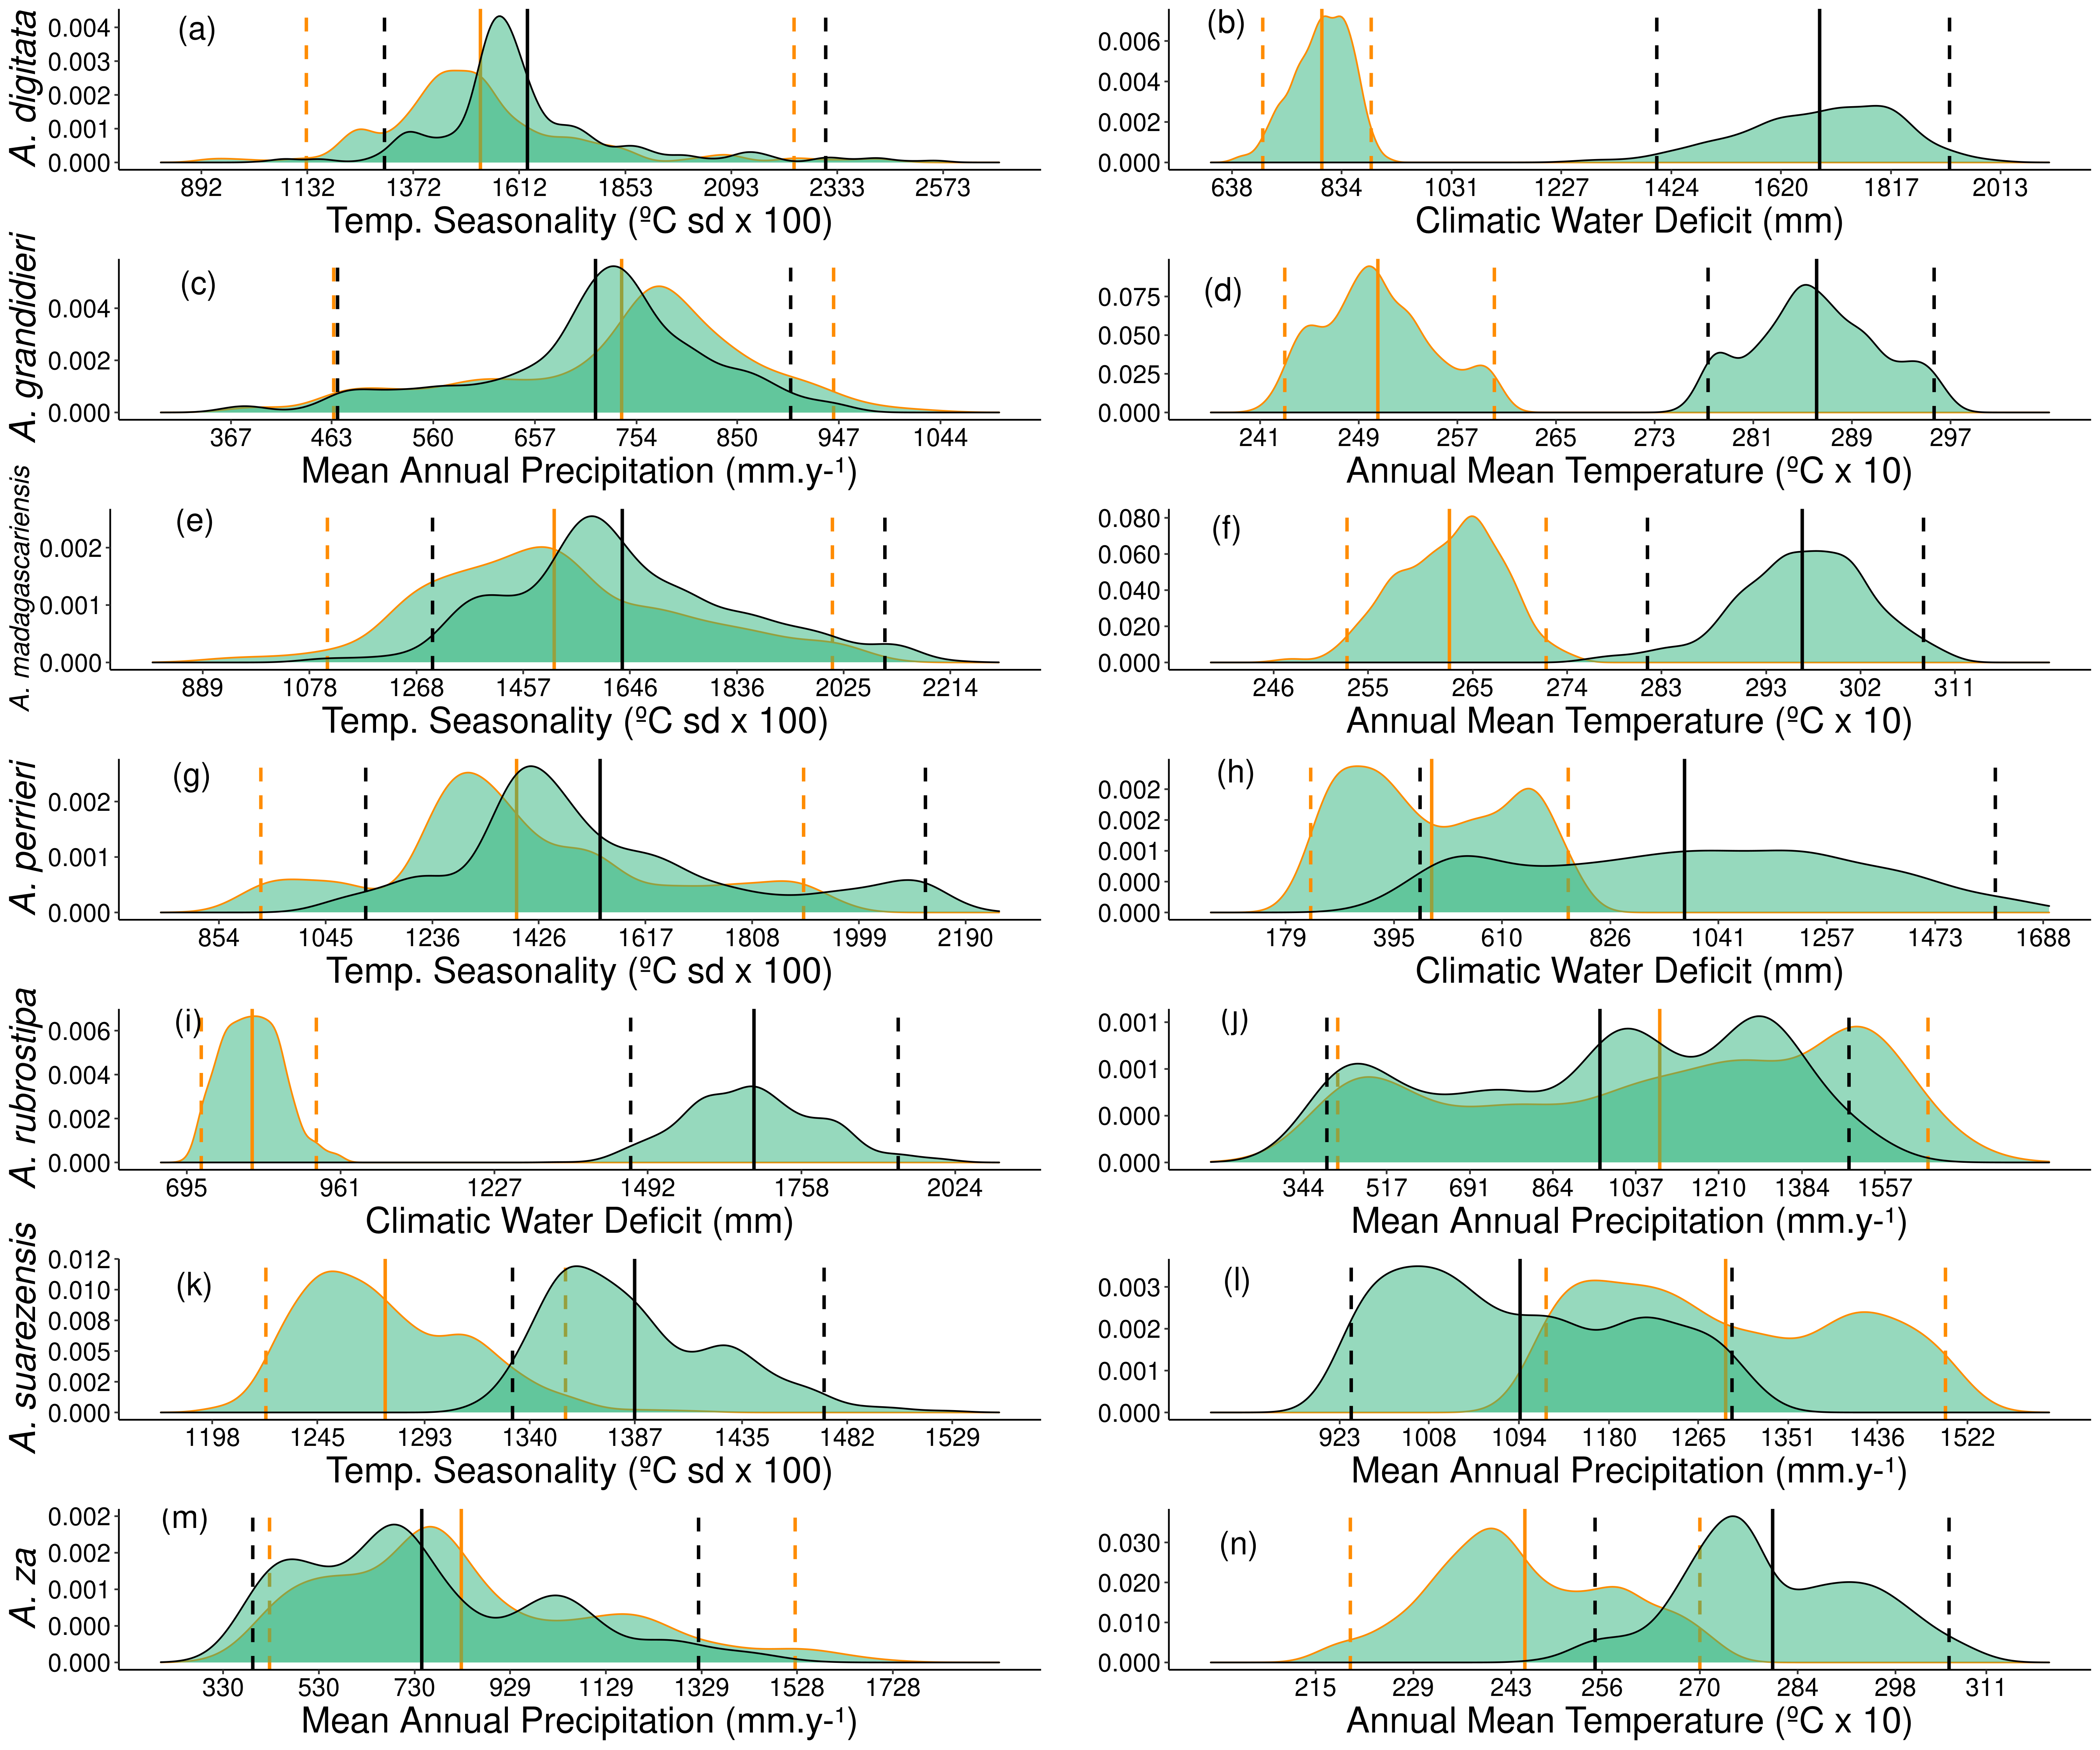 A. digitata
(a)
0.004
0.003
0.002
0.001
0.000
892 1132 1372 1612 1853 2093 2333 2573
Temp. Seasonality (ºC sd x 100)
(b)
0.006
0.004
0.002
0.000
638 834 1031 1227 1424 1620 1817 2013
Climatic Water Deficit (mm)
A. grandidieri
(c)
0.004
0.002
0.000
367 463 560 657 754 850 947 1044
Mean Annual Precipitation (mm.y-¹)
(d)
0.075
0.050
0.025
0.000
241 249 257 265 273 281 289 297
Annual Mean Temperature (ºC x 10)
A. madagascariensis
(e)
0.002
0.001
0.000
889 1078 1268 1457 1646 1836 2025 2214
Temp. Seasonality (ºC sd x 100)
(f)
0.080
0.060
0.040
0.020
0.000
246 255 265 274 283 293 302 311
Annual Mean Temperature (ºC x 10)
A. perrieri
(g)
0.002
0.001
0.000
854 1045 1236 1426 1617 1808 1999 2190
Temp. Seasonality (ºC sd x 100)
(h)
0.002
0.002
0.001
0.000
0.000
179 395 610 826 1041 1257 1473 1688
Climatic Water Deficit (mm)
A. rubrostipa
(i)
0.006
0.004
0.002
0.000
695 961 1227 1492 1758 2024
Climatic Water Deficit (mm)
(j)
0.001
0.001
0.000
0.000
344 517 691 864 1037 1210 1384 1557
Mean Annual Precipitation (mm.y-¹)
A. suarezensis
(k)
0.012
0.010
0.008
0.005
0.002
0.000
1198 1245 1293 1340 1387 1435 1482 1529
Temp. Seasonality (ºC sd x 100)
(l)
0.003
0.002
0.001
0.000
923 1008 1094 1180 1265 1351 1436 1522
Mean Annual Precipitation (mm.y-¹)
A. za
(m)
0.002
0.002
0.001
0.000
0.000
330 530 730 929 1129 1329 1528 1728
Mean Annual Precipitation (mm.y-¹)
(n)
0.030
0.020
0.010
0.000
215 229 243 256 270 284 298 311
Annual Mean Temperature (ºC x 10)